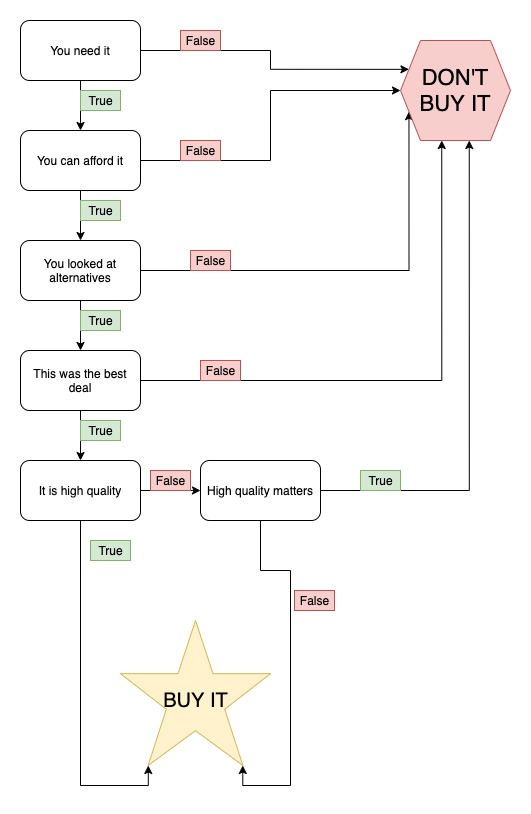 You need it
False
DON'T
BUY IT
True
You can afford it
False
True
You looked at
alternatives
False
True
This was the best
deal
False
True
It is high quality
False
High quality matters
True
True
False
BUY IT